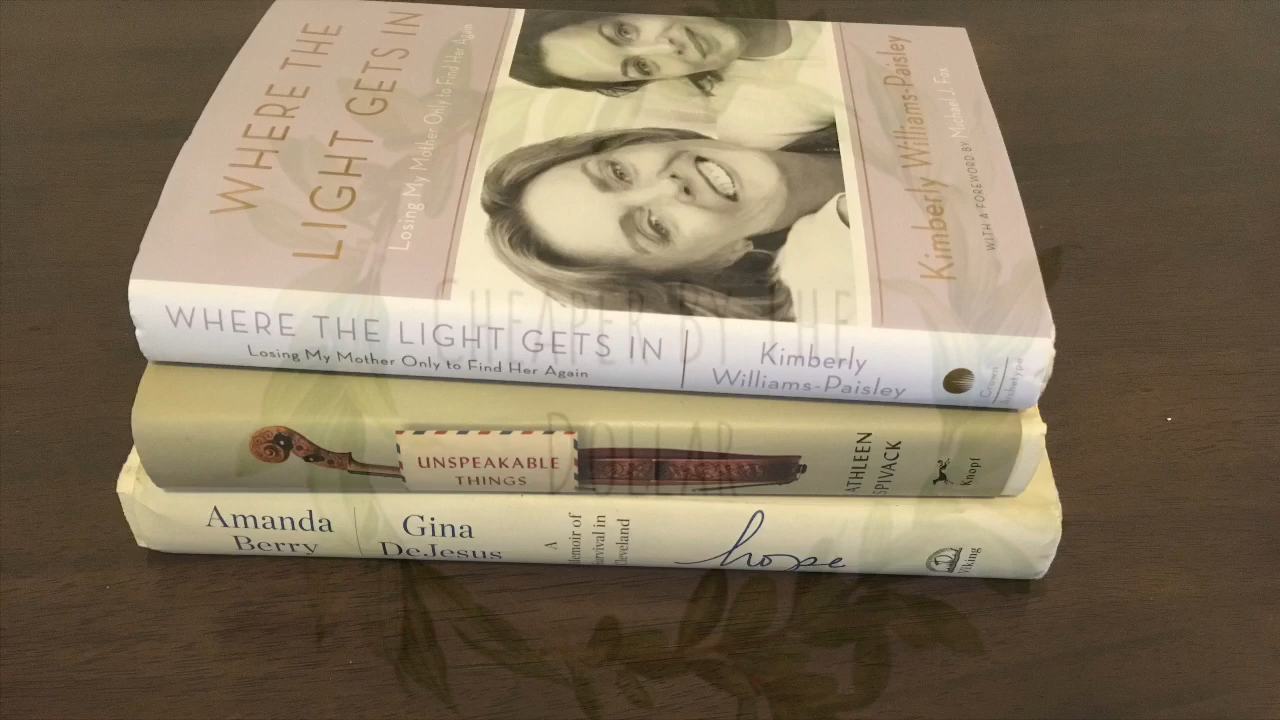 WHERE THE
LIGHT GETS IN
Losing My Mother Only to Find Her Again
Kimberly Williams-Paisley
WITH A FOREWORD BY Michael J. Fox
WHERE THE LIGHT GETS IN
Losing My Mother Only to Find Her Again
Kimberly
Williams-Paisley
Crown
Archetype
CHEAPER BY THE
DOLLAR
UNSPEAKABLE
THINGS
ATHLEEN
SPIVACK
Knopf
Amanda
Berry
Gina
DeJesus
A
Memoir of
Survival in
Cleveland
hope
Viking